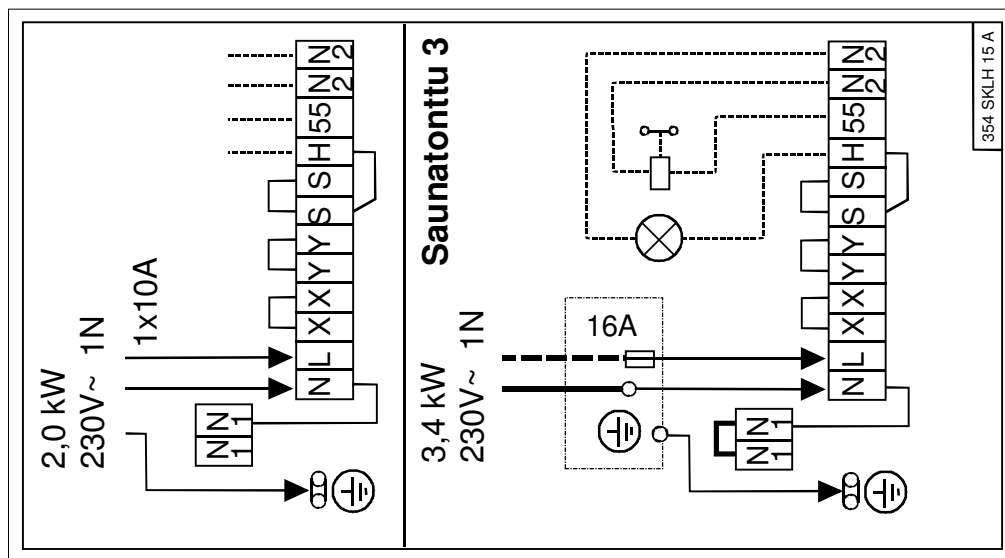 2,0 kW
230V~ 1N
1x10A
N
2
N
2
55
H
S
S
Y
Y
X
X
L
N
N
1
N
1
Saunatonttu 3
3,4 kW
230V~ 1N
16A
N
2
N
2
55
H
S
S
Y
Y
X
X
L
N
N
1
N
1
354 SKLH 15 A